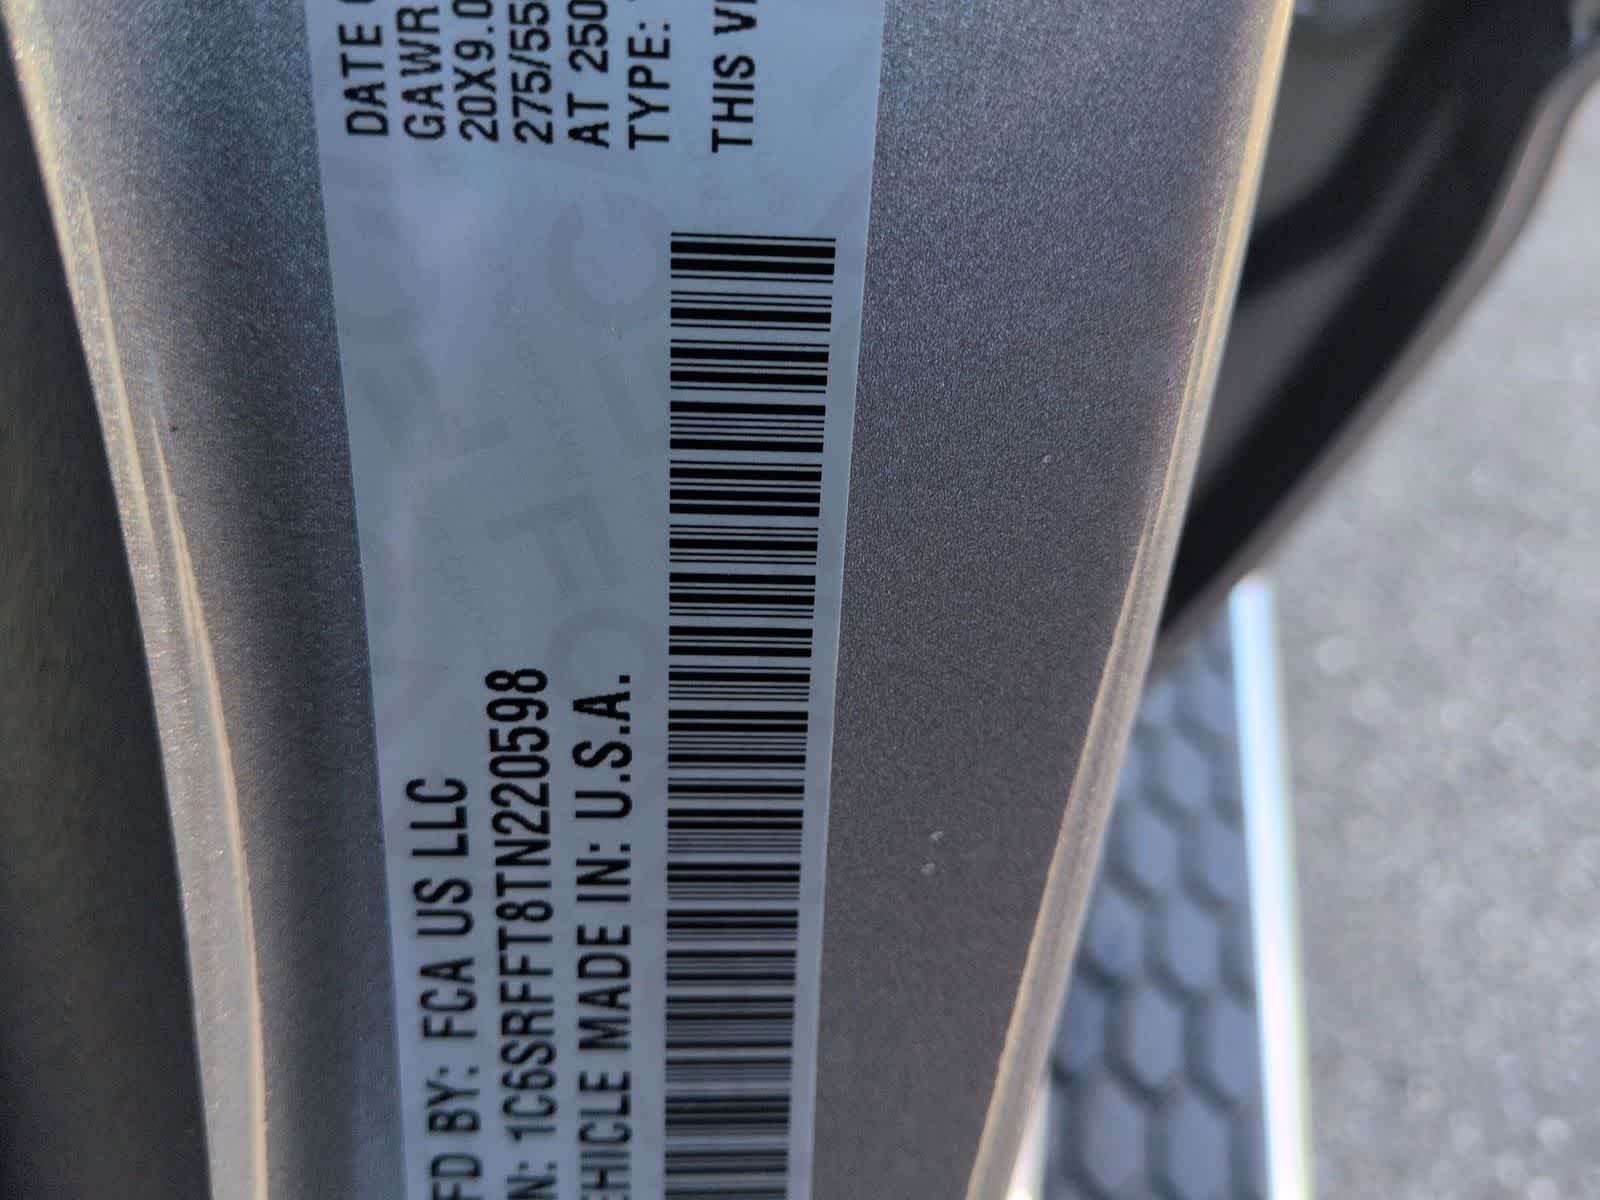 FD BY: FCA US LLC
N: 1C6SRFFT8TN220598
EHICLE MADE IN: U.S.A.
DATE
GAWR
20X9.0
275/55
AT 250
TYPE:
THIS